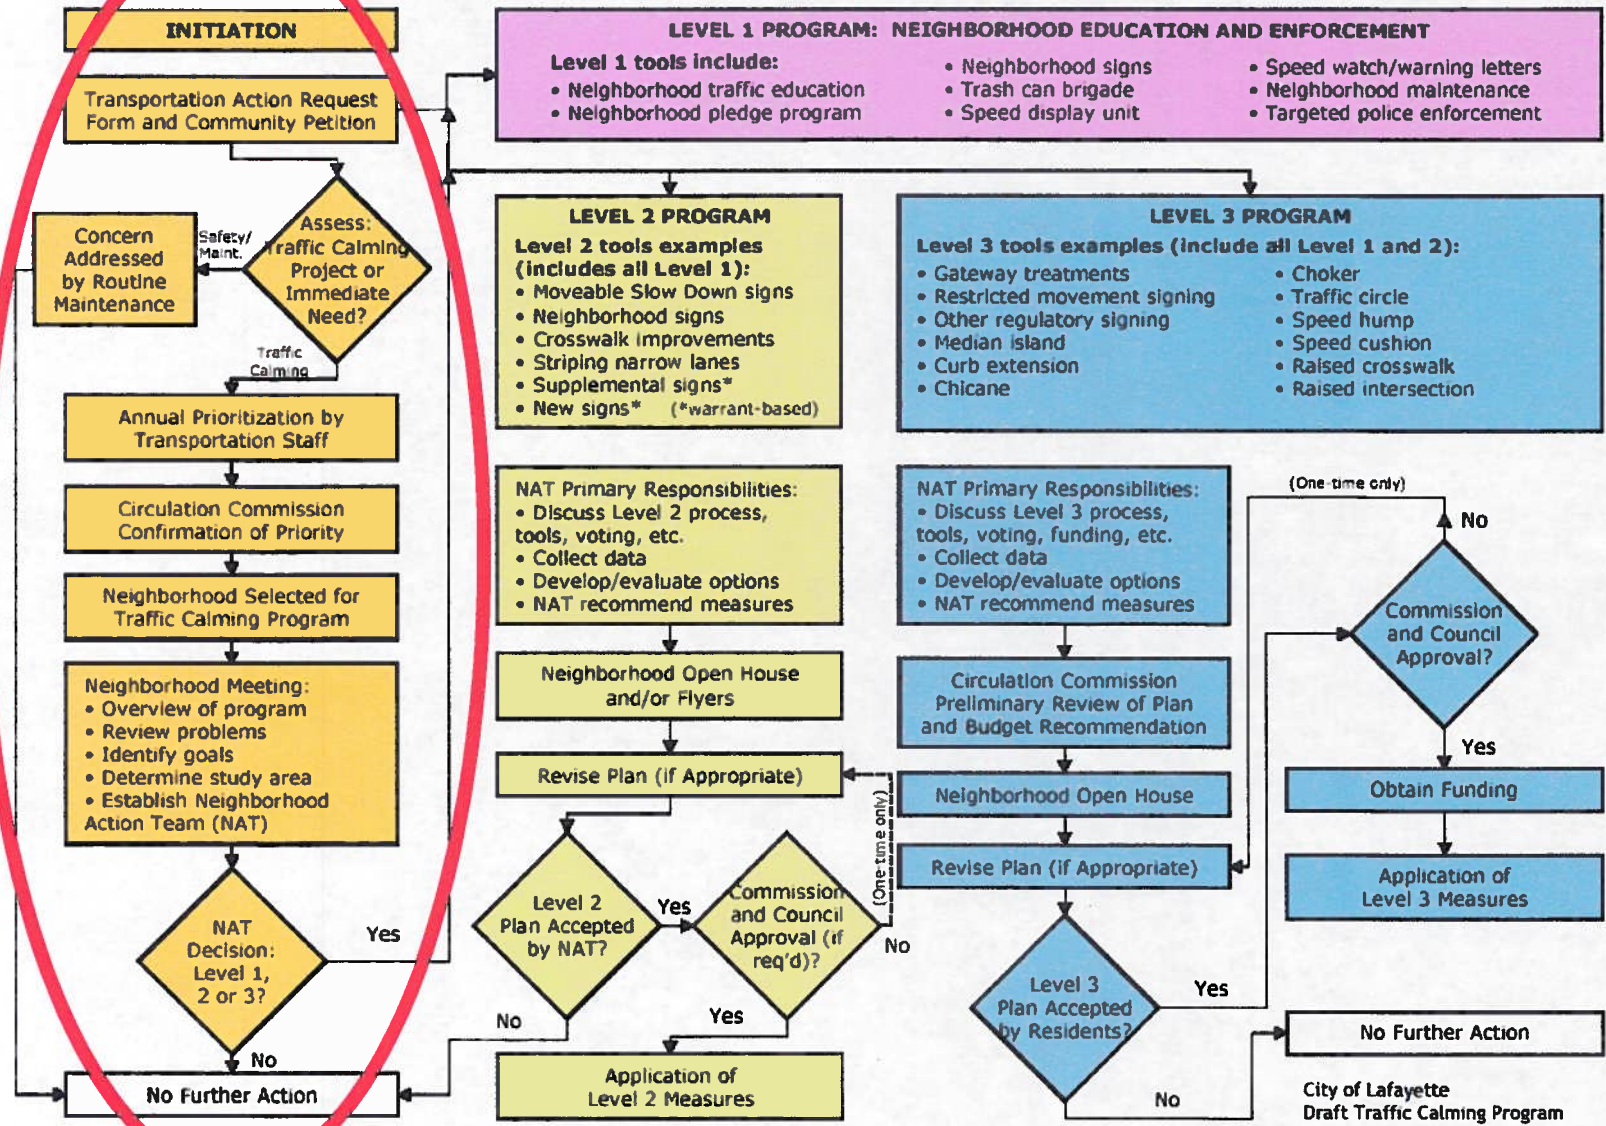 INITIATION
Transportation Action Request
Form and Community Petition
Assess:
Traffic Calming
Project or
Immediate
Need?
Safety/
Maint.
Concern
Addressed
by Routine
Maintenance
Traffic
Calming
Annual Prioritization by
Transportation Staff
Circulation Commission
Confirmation of Priority
Neighborhood Selected for
Traffic Calming Program
Neighborhood Meeting:
• Overview of program
• Review problems
• Identify goals
• Determine study area
• Establish Neighborhood
Action Team (NAT)
NAT
Decision:
Level 1,
2 or 3?
Yes
No
No Further Action
LEVEL 1 PROGRAM: NEIGHBORHOOD EDUCATION AND ENFORCEMENT
Level 1 tools include:
• Neighborhood traffic education
• Neighborhood pledge program
• Neighborhood signs
• Trash can brigade
• Speed display unit
• Speed watch/warning letters
• Neighborhood maintenance
• Targeted police enforcement
LEVEL 2 PROGRAM
Level 2 tools examples
(includes all Level 1):
• Moveable Slow Down signs
• Neighborhood signs
• Crosswalk improvements
• Striping narrow lanes
• Supplemental signs*
• New signs* (*warrant-based)
NAT Primary Responsibilities:
• Discuss Level 2 process,
tools, voting, etc.
• Collect data
• Develop/evaluate options
• NAT recommend measures
Neighborhood Open House
and/or Flyers
Revise Plan (if Appropriate)
(One-time only)
Level 2
Plan Accepted
by NAT?
Yes
Commission
and Council
Approval (if
req'd)?
No
No
Yes
Application of
Level 2 Measures
LEVEL 3 PROGRAM
Level 3 tools examples (include all Level 1 and 2):
• Gateway treatments
• Restricted movement signing
• Other regulatory signing
• Median island
• Curb extension
• Chicane
• Choker
• Traffic circle
• Speed hump
• Speed cushion
• Raised crosswalk
• Raised intersection
NAT Primary Responsibilities:
• Discuss Level 3 process,
tools, voting, funding, etc.
• Collect data
• Develop/evaluate options
• NAT recommend measures
Circulation Commission
Preliminary Review of Plan
and Budget Recommendation
Neighborhood Open House
Revise Plan (if Appropriate)
Level 3
Plan Accepted
by Residents?
Yes
No
(One-time only)
No
Commission
and Council
Approval?
Yes
Obtain Funding
Application of
Level 3 Measures
No Further Action
City of Lafayette
Draft Traffic Calming Program